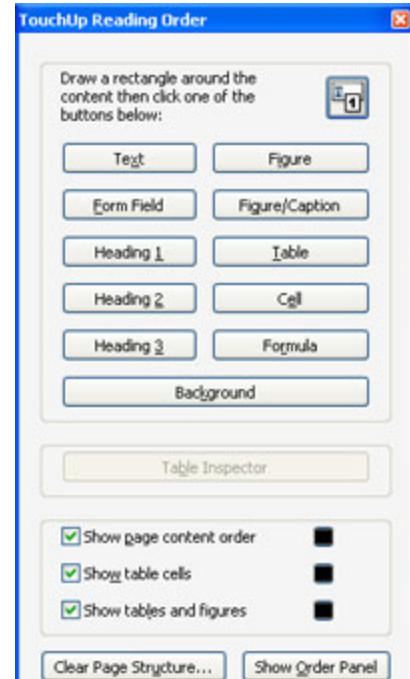 TouchUp Reading Order
Draw a rectangle around the
content then click one of the
buttons below:
1
Text Figure
Form Field Figure/Caption
Heading 1 Table
Heading 2 Cell
Heading 3 Formula
Background
Table Inspector
Show page content order
Show table cells
Show tables and figures
Clear Page Structure... Show Order Panel